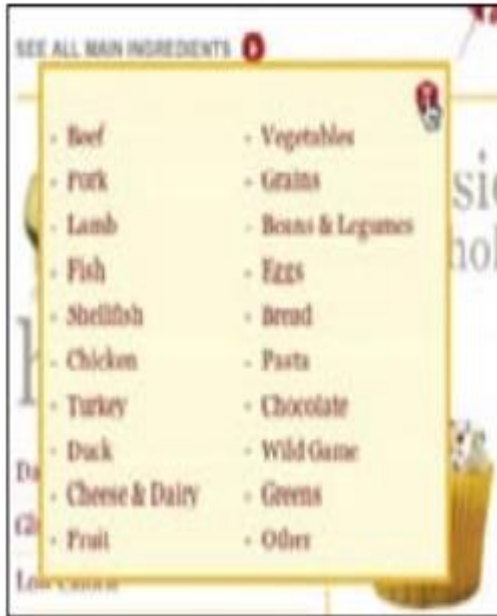 SEE ALL MAIN INGREDIENTS
Beef
Pork
Lamb
Fish
Shellfish
Chicken
Turkey
Duck
Cheese & Dairy
Fruit
Vegetables
Grains
Beans & Legumes
Eggs
Bread
Pasta
Chocolate
Wild Game
Greens
Other